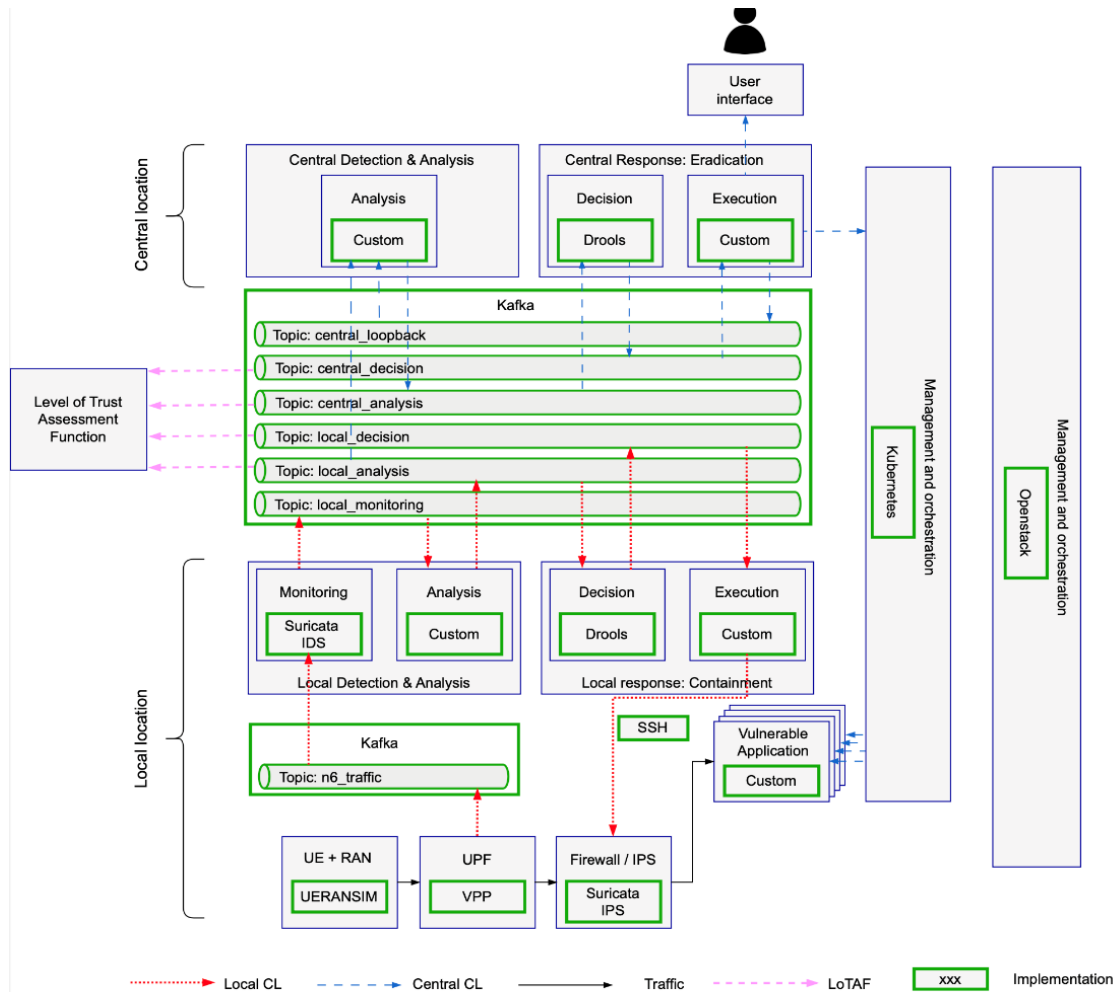 User
interface
Central location
Central Detection & Analysis
Analysis
Custom
Central Response: Eradication
Decision
Drools
Execution
Custom
Kafka
Topic: central_loopback
Topic: central_decision
Topic: central_analysis
Topic: local_decision
Topic: local_analysis
Topic: local_monitoring
Level of Trust
Assessment
Function
Management and orchestration
Kubernetes
Management and orchestration
Openstack
Local location
Monitoring
Suricata
IDS
Analysis
Custom
Local Detection & Analysis
Decision
Drools
Execution
Custom
Local response: Containment
SSH
Kafka
Topic: n6_traffic
Vulnerable
Application
Custom
UE + RAN
UERANSIM
UPF
VPP
Firewall / IPS
Suricata
IPS
Local CL
Central CL
Traffic
LoTAF
xxx
Implementation